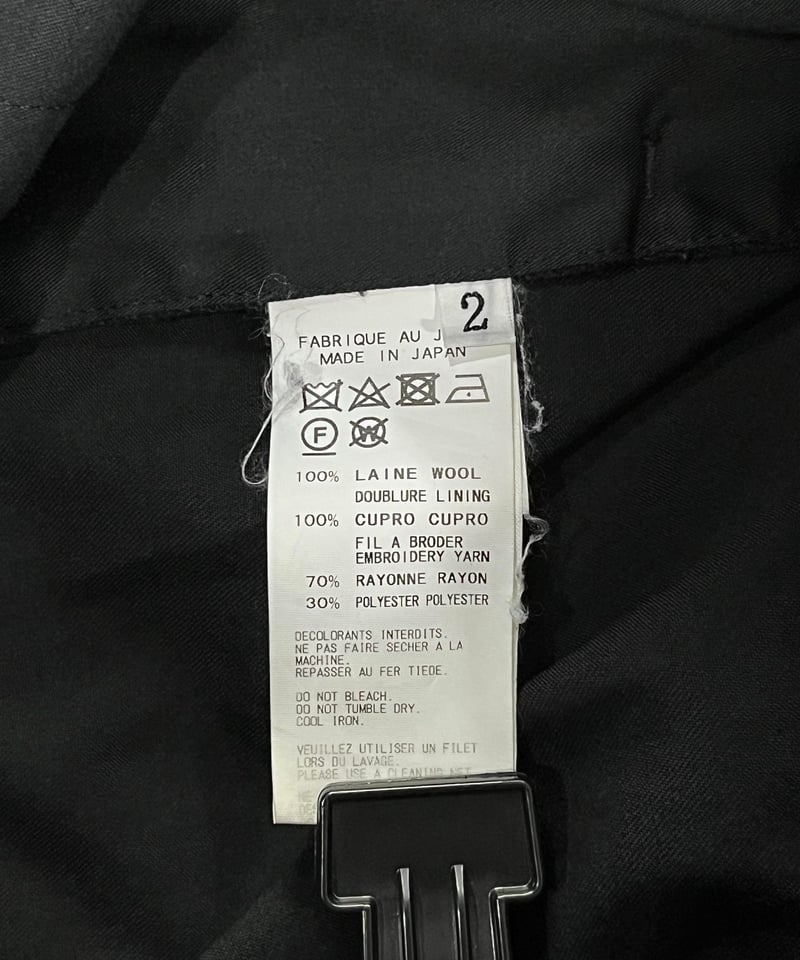 2
FABRIQUE AU
MADE IN JAPAN
F
W
100% LAINE WOOL
DOUBLURE LINING
100% CUPRO CUPRO
FIL A BRODER
EMBROIDERY YARN
70% RAYONNE RAYON
30% POLYESTER POLYESTER
DECOLORANTS INTERDITS.
NE PAS FAIRE SECHER A LA
MACHINE.
REPASSER AU FER TIEDE.
DO NOT BLEACH.
DO NOT TUMBLE DRY.
COOL IRON.
VEUILLEZ UTILISER UN FILET
LORS DU LAVAGE.
PLEASE USE A CLEANING NET